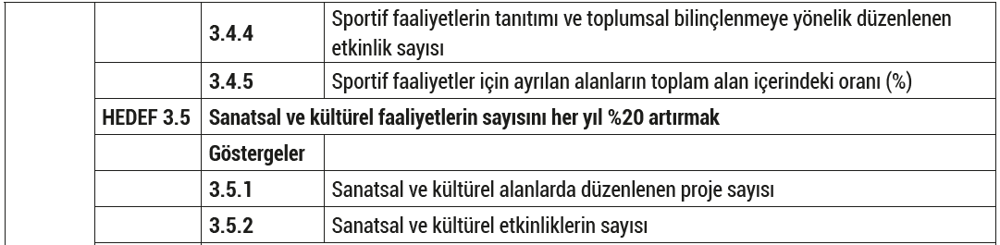 3.4.4 Sportif faaliyetlerin tanıtımı ve toplumsal bilinçlenmeye yönelik düzenlenen
etkinlik sayısı
3.4.5 Sportif faaliyetler için ayrılan alanların toplam alan içerindeki oranı (%)
HEDEF 3.5 Sanatsal ve kültürel faaliyetlerin sayısını her yıl %20 artırmak
Göstergeler
3.5.1 Sanatsal ve kültürel alanlarda düzenlenen proje sayısı
3.5.2 Sanatsal ve kültürel etkinliklerin sayısı